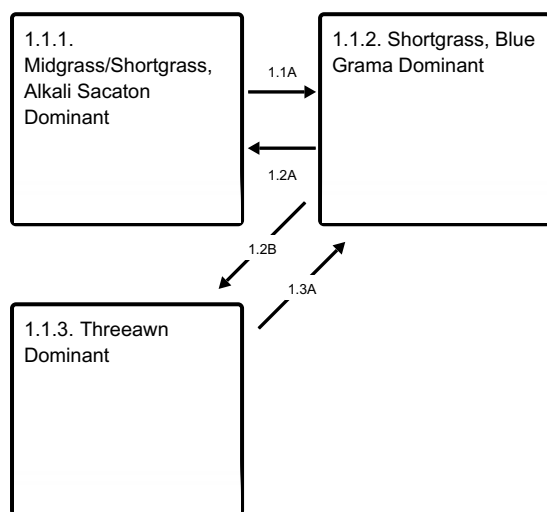 1.1.1.
Midgrass/Shortgrass,
Alkali Sacaton
Dominant
1.1A
1.1.2. Shortgrass, Blue
Grama Dominant
1.2A
1.2B
1.3A
1.1.3. Threeawn
Dominant